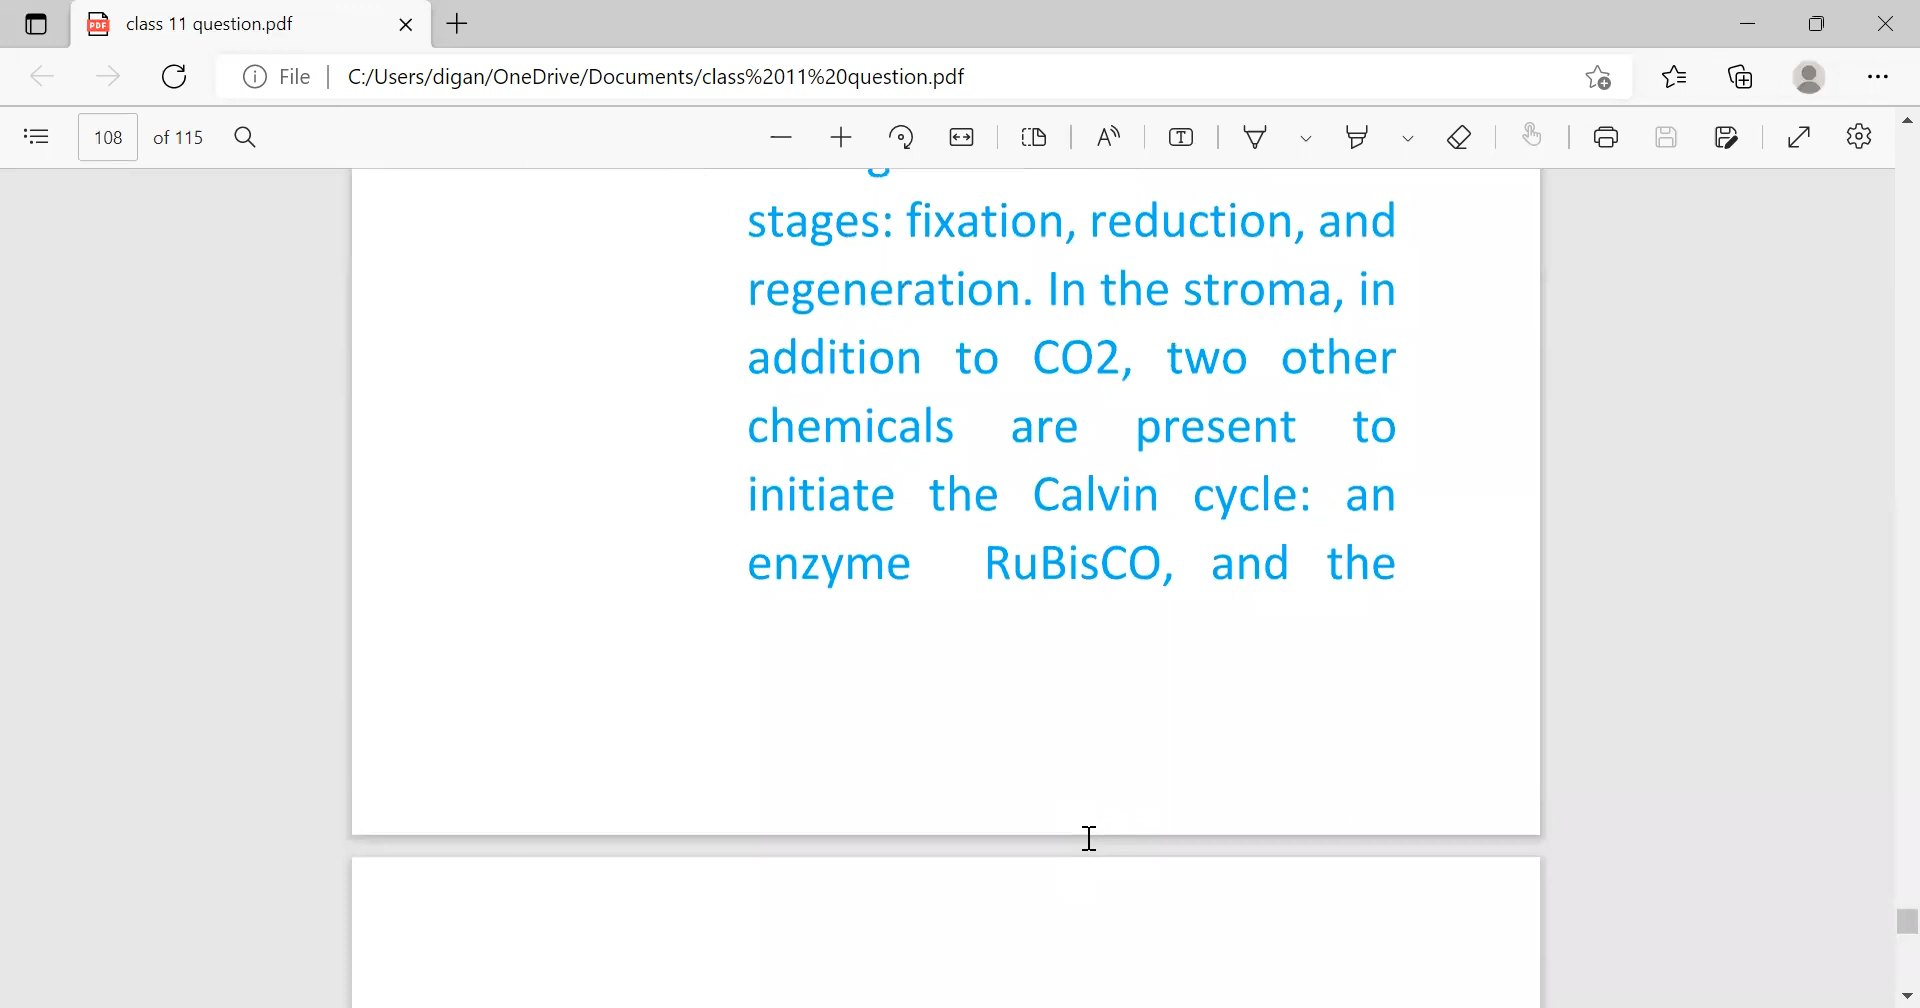 class 11 question.pdf
File
C:/Users/digan/OneDrive/Documents/class%2011%20question.pdf
108 of 115
stages: fixation, reduction, and
regeneration. In the stroma, in
addition to CO2, two other
chemicals are present to
initiate the Calvin cycle: an
enzyme RuBisCO, and the